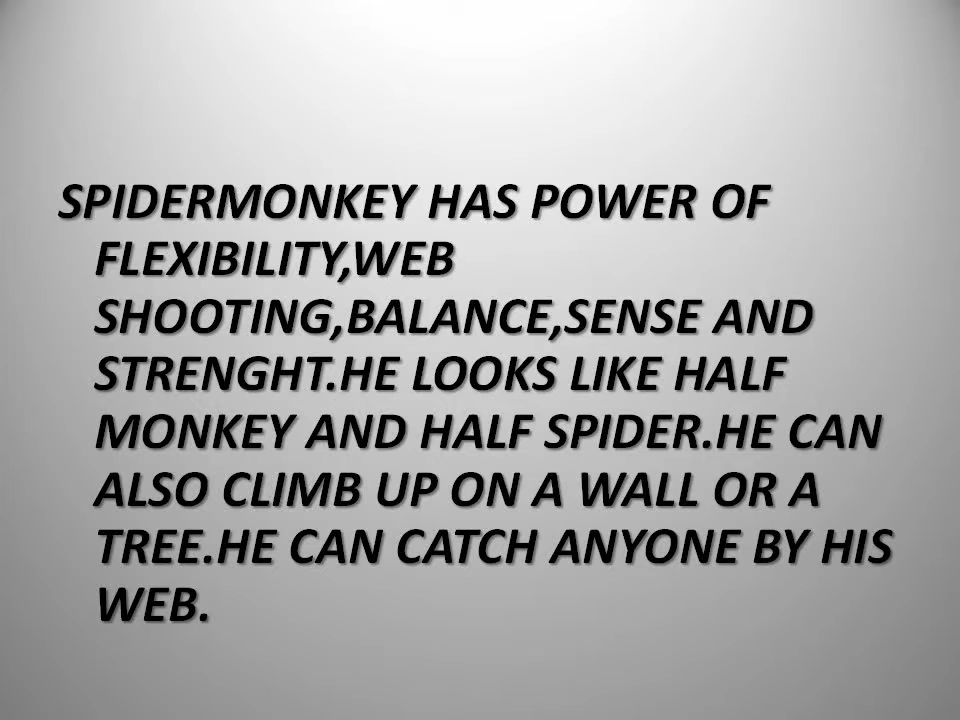 SPIDERMONKEY HAS POWER OF
FLEXIBILITY,WEB
SHOOTING,BALANCE,SENSE AND
STRENGHT.HE LOOKS LIKE HALF
MONKEY AND HALF SPIDER.HE CAN
ALSO CLIMB UP ON A WALL OR A
TREE.HE CAN CATCH ANYONE BY HIS
WEB.